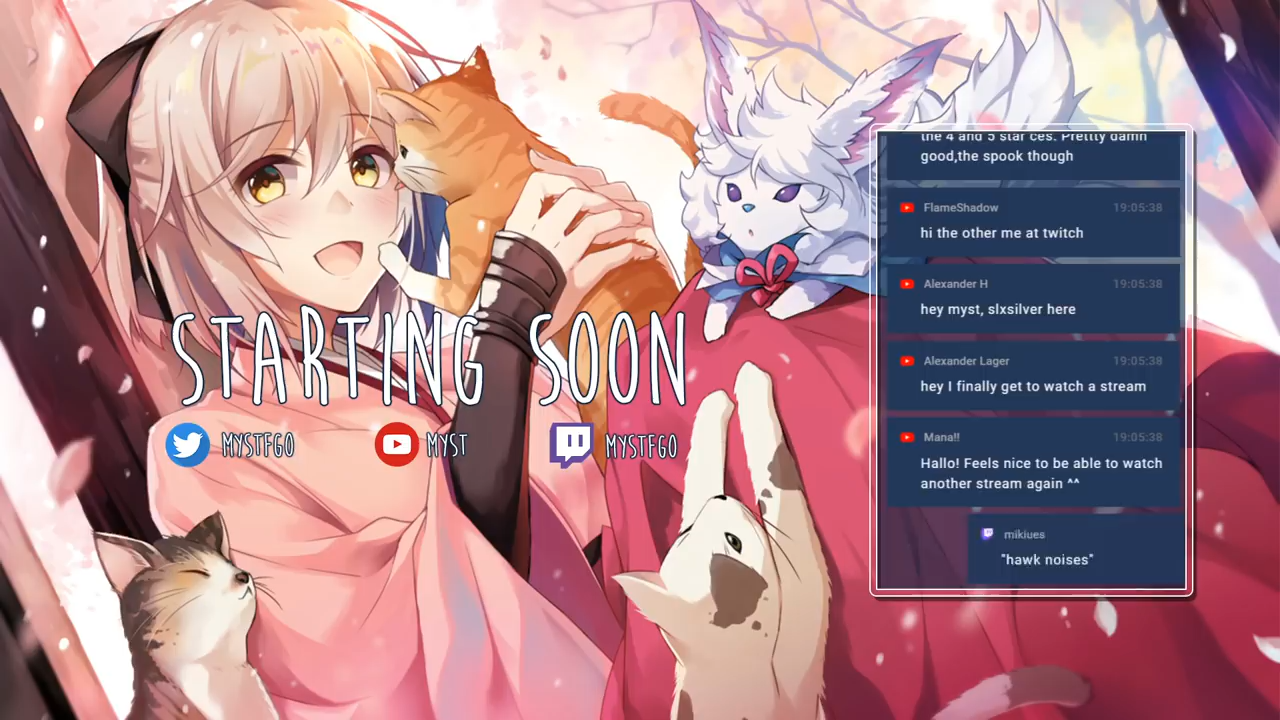 STARTING SOON
MYSTFGO
MYST
MYSTFGO
the 4 and 5 star ces. Prettty damn
good,the spook though
FlameShadow 19:05:38
hi the other me at twitch
Alexander H 19:05:38
hey myst, slxsilver here
Alexander Lager 19:05:38
hey I finally get to watch a stream
Mana!! 19:05:38
Hallo! Feels nice to be able to watch
another stream again ^^
mikiues
"hawk noises"